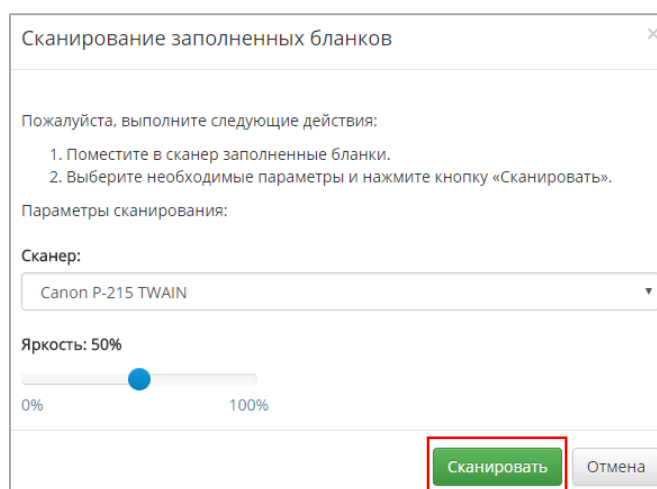 Сканирование заполненных бланков
×
Пожалуйста, выполните следующие действия:
1. Поместите в сканер заполненные бланки.
2. Выберите необходимые параметры и нажмите кнопку «Сканировать».
Параметры сканирования:
Сканер:
Canon P-215 TWAIN
Яркость: 50%
0% 100%
Сканировать Отмена